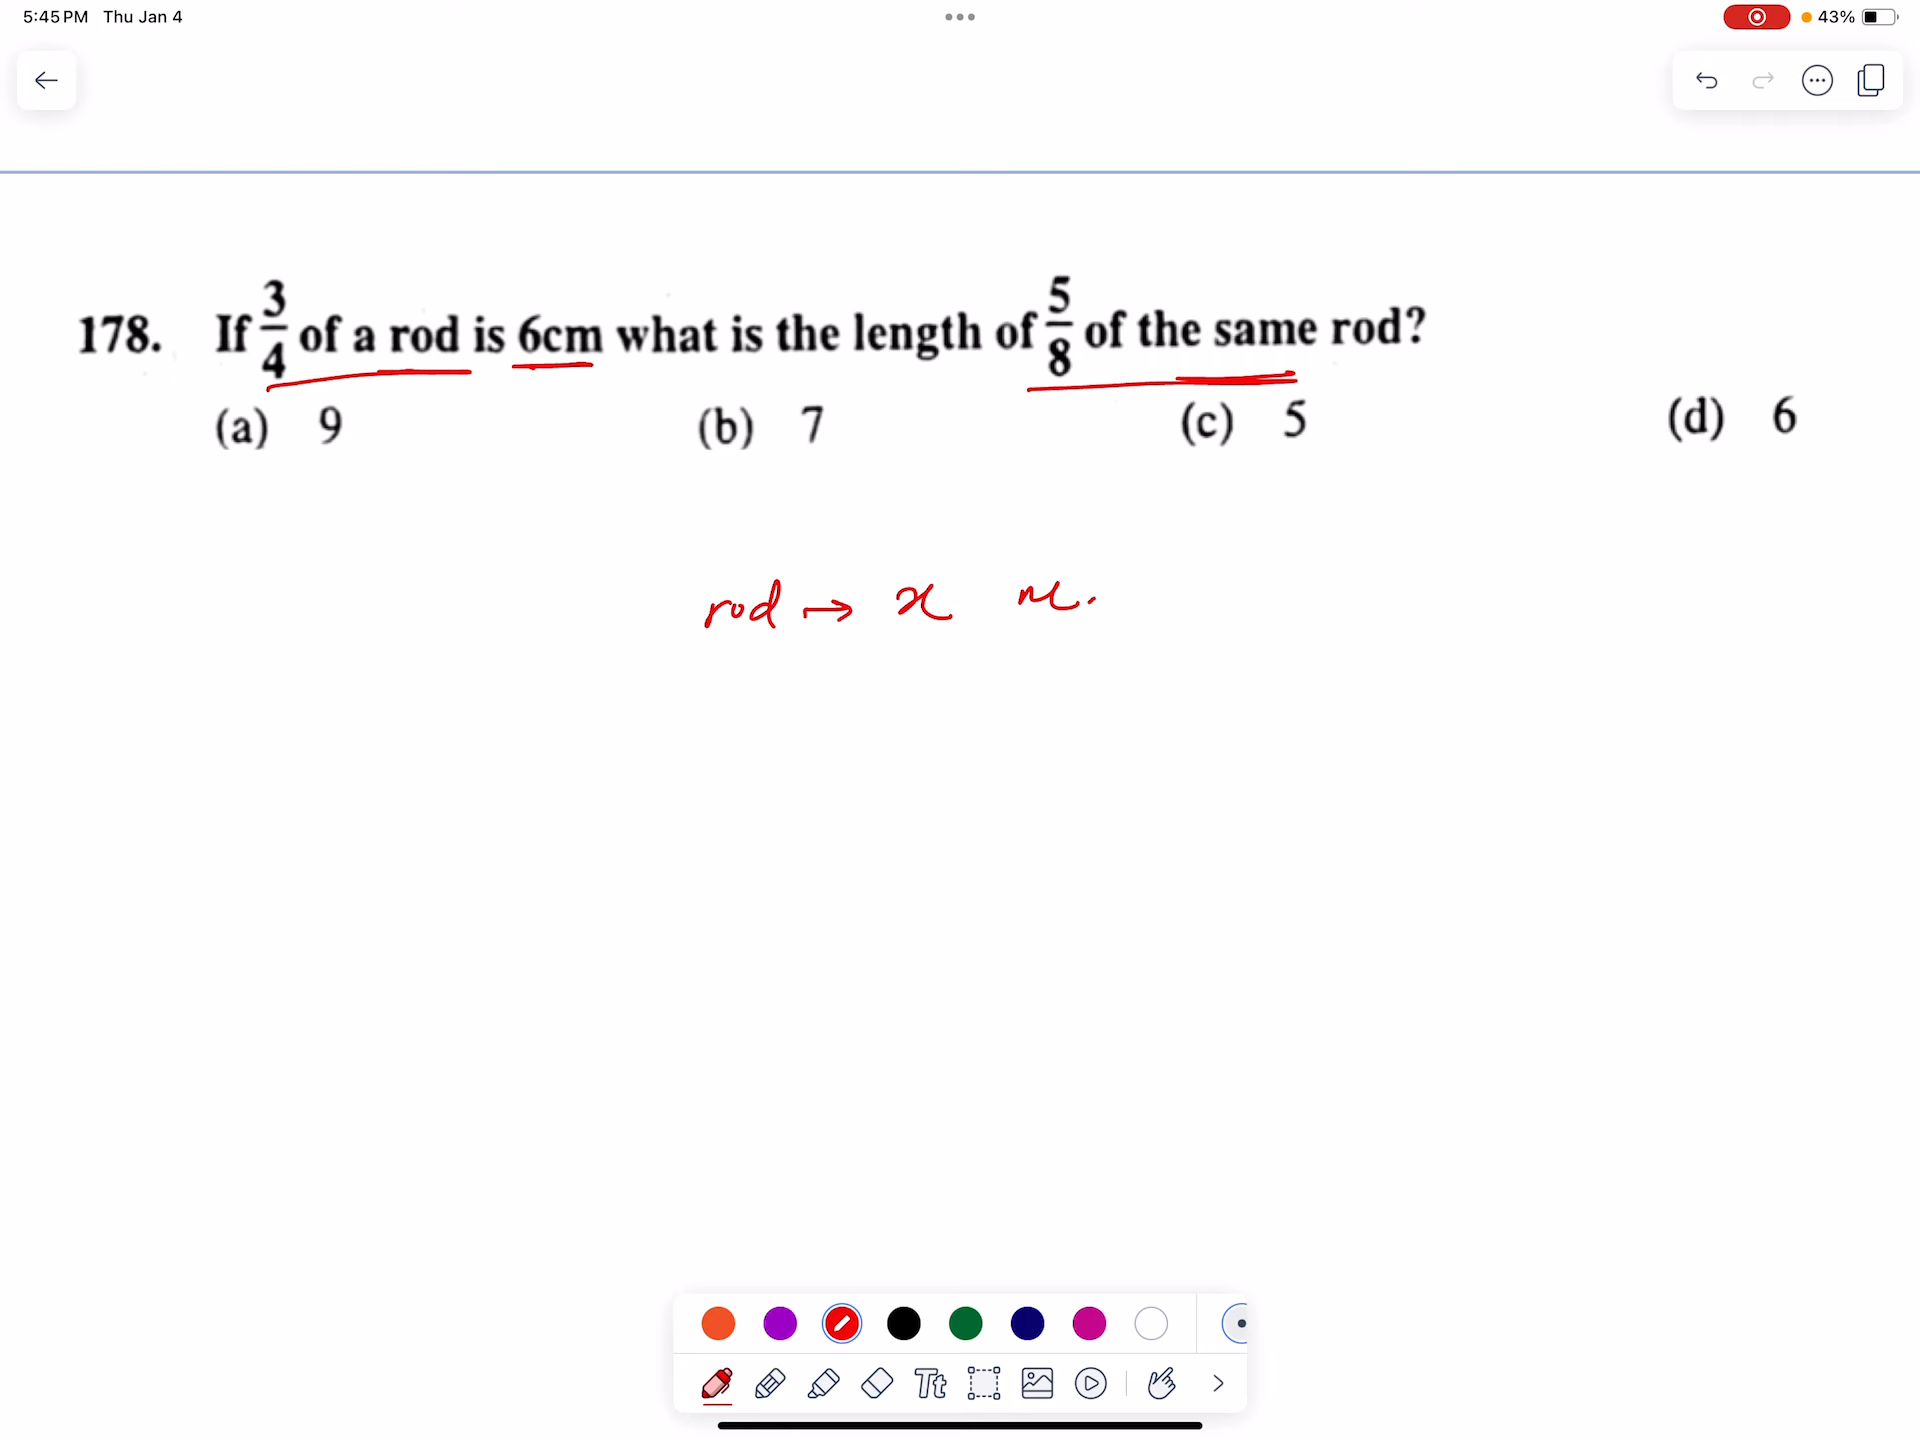 5:45 PM Thu Jan 4
43%
178. If 3/4 of a rod is 6cm what is the length of 5/8 of the same rod?
(a) 9 (b) 7 (c) 5 (d) 6
rod → x m.
Tt